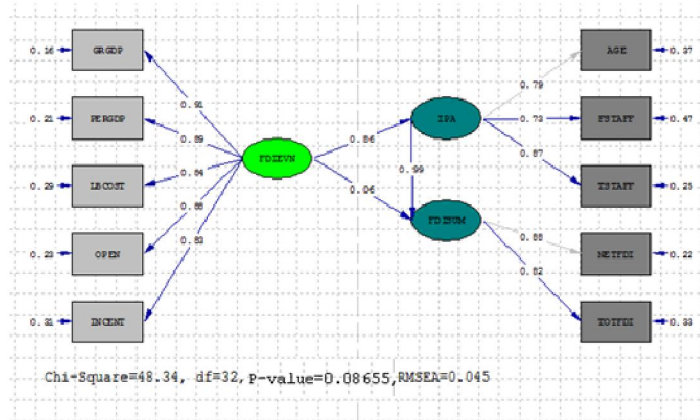 GRGDP
0.16
PERGDP
0.21
LBCOST
0.29
OPEN
0.23
INCENT
0.31
0.91
0.89
0.84
0.88
0.83
FDIEVN
0.86
0.06
IPA
0.99
FDINUM
0.79
0.73
0.87
0.88
0.82
AGE
0.37
FSTAFF
0.47
TSTAFF
0.25
NETFDI
0.22
TOTFDI
0.33
Chi-Square=48.34, df=32, P-value=0.08655, RMSEA=0.045